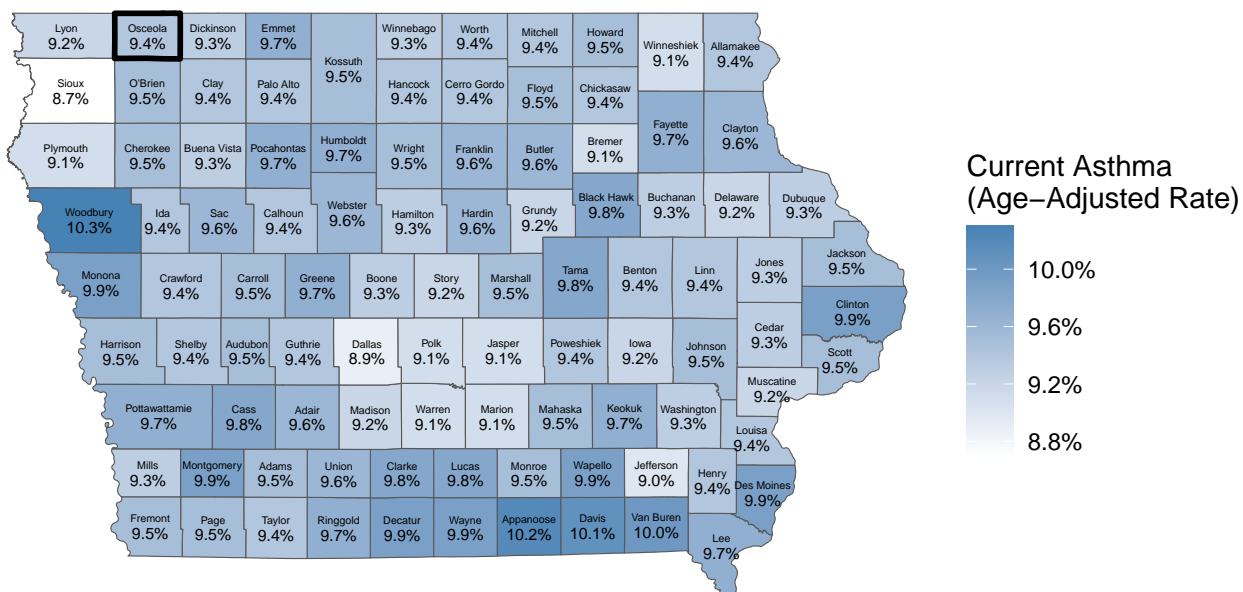 Lyon Osceola Dickinson Emmet Winnebago Worth Mitchell Howard Winneshiek Allamakee
9.2% 9.4% 9.3% 9.7% 9.3% 9.4% 9.4% 9.5% 9.1% 9.4%
Kossuth
9.5%
Sioux O'Brien Clay Palo Alto Hancock Cerro Gordo Floyd Chickasaw
8.7% 9.5% 9.4% 9.4% 9.4% 9.4% 9.5% 9.4%
Fayette Clayton
9.7% 9.6%
Plymouth Cherokee Buena Vista Pocahontas Humboldt Wright Franklin Butler Bremer
9.1% 9.5% 9.3% 9.7% 9.7% 9.5% 9.6% 9.6% 9.1%
Woodbury Ida Sac Calhoun Webster Hamilton Hardin Grundy Black Hawk Buchanan Delaware Dubuque
10.3% 9.4% 9.6% 9.4% 9.6% 9.3% 9.6% 9.2% 9.8% 9.3% 9.2% 9.3%
Monona Crawford Carroll Greene Boone Story Marshall Tama Benton Linn Jones Jackson
9.9% 9.4% 9.5% 9.7% 9.3% 9.2% 9.5% 9.8% 9.4% 9.4% 9.3% 9.5%
Clinton
9.9%
Harrison Shelby Audubon Guthrie Dallas Polk Jasper Poweshiek Iowa Johnson Cedar Scott
9.5% 9.4% 9.5% 9.4% 8.9% 9.1% 9.1% 9.4% 9.2% 9.5% 9.3% 9.5%
Muscatine
9.2%
Pottawattamie Cass Adair Madison Warren Marion Mahaska Keokuk Washington Louisa
9.7% 9.8% 9.6% 9.2% 9.1% 9.1% 9.5% 9.7% 9.3% 9.4%
Mills Montgomery Adams Union Clarke Lucas Monroe Wapello Jefferson Henry Des Moines
9.3% 9.9% 9.5% 9.6% 9.8% 9.8% 9.5% 9.9% 9.0% 9.4% 9.9%
Fremont Page Taylor Ringgold Decatur Wayne Appanoose Davis Van Buren Lee
9.5% 9.5% 9.4% 9.7% 9.9% 9.9% 10.2% 10.1% 10.0% 9.7%
Current Asthma
(Age−Adjusted Rate)
10.0%
9.6%
9.2%
8.8%